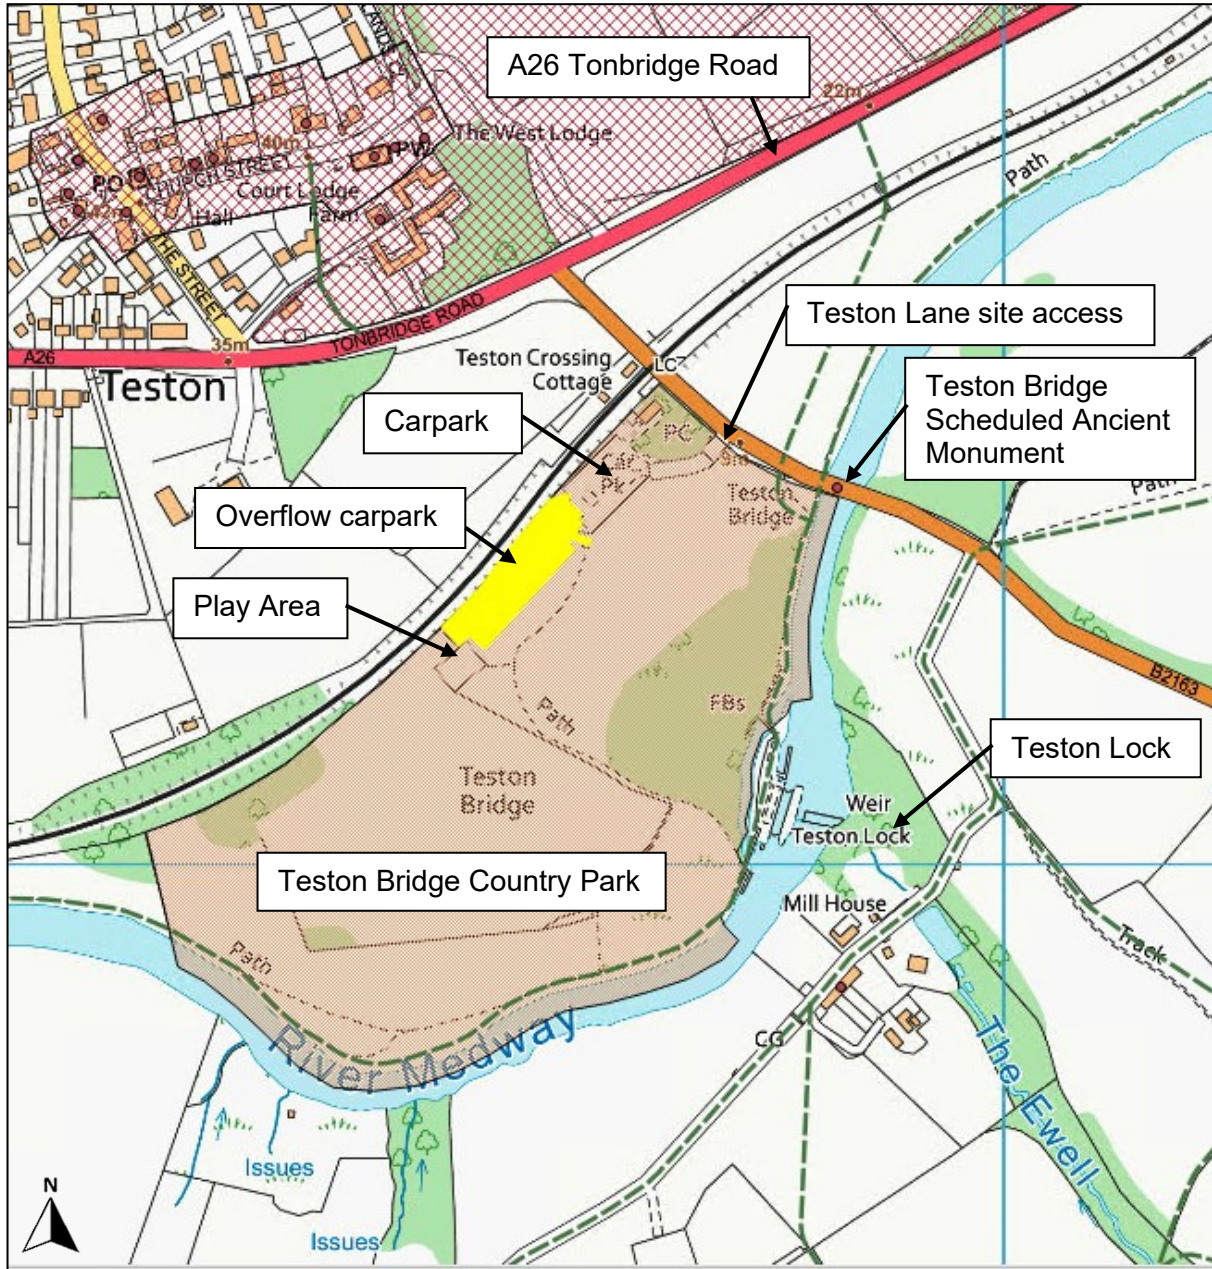 A26 Tonbridge Road
22m
The West Lodge
40m
PW
PO
CHURCH STREET
Court Lodge
Farm
Hall
42m
THE STREET
Path
TONBRIDGE ROAD
35m
A26
Teston
Teston Lane site access
Teston Crossing
Cottage
LC
Teston Bridge
Scheduled Ancient
Monument
Carpark
PC
Car
Pk
Path
Teston
Bridge
Overflow carpark
Play Area
B2163
FBs
Path
Teston Lock
Teston
Bridge
Weir
Teston Lock
Teston Bridge Country Park
Mill House
Path
Track
River Medway
CG
The Ewell
Issues
N
Issues